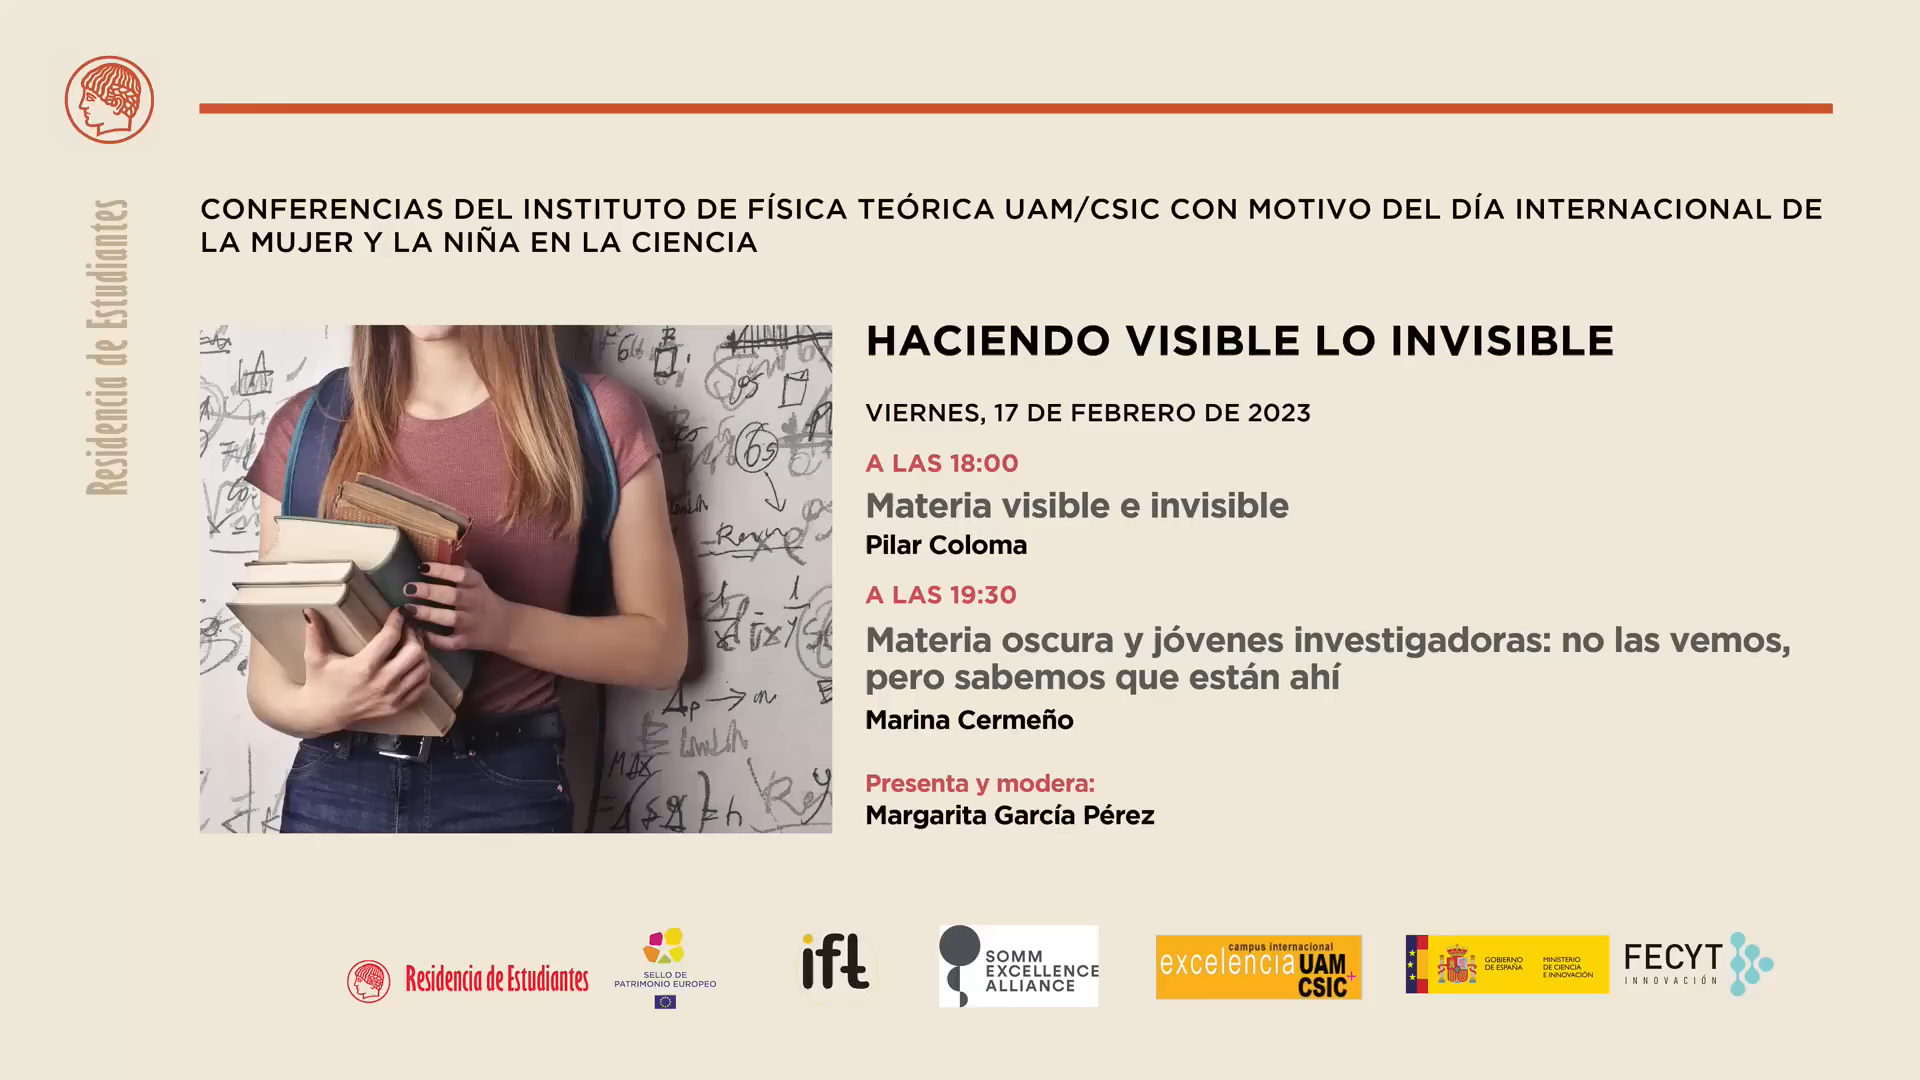 Residencia de Estudiantes
CONFERENCIAS DEL INSTITUTO DE FÍSICA TEÓRICA UAM/CSIC CON MOTIVO DEL DÍA INTERNACIONAL DE
LA MUJER Y LA NIÑA EN LA CIENCIA
HACIENDO VISIBLE LO INVISIBLE
VIERNES, 17 DE FEBRERO DE 2023
A LAS 18:00
Materia visible e invisible
Pilar Coloma
A LAS 19:30
Materia oscura y jóvenes investigadoras: no las vemos,
pero sabemos que están ahí
Marina Cermeño
Presenta y modera:
Margarita García Pérez
Residencia de Estudiantes
SELLO DE
PATRIMONIO EUROPEO
ift
SOMM
EXCELLENCE
ALLIANCE
campus internacional
excelencia UAM
+
CSIC
GOBIERNO
DE ESPAÑA
MINISTERIO
DE CIENCIA
E INNOVACIÓN
FECYT
INNOVACIÓN